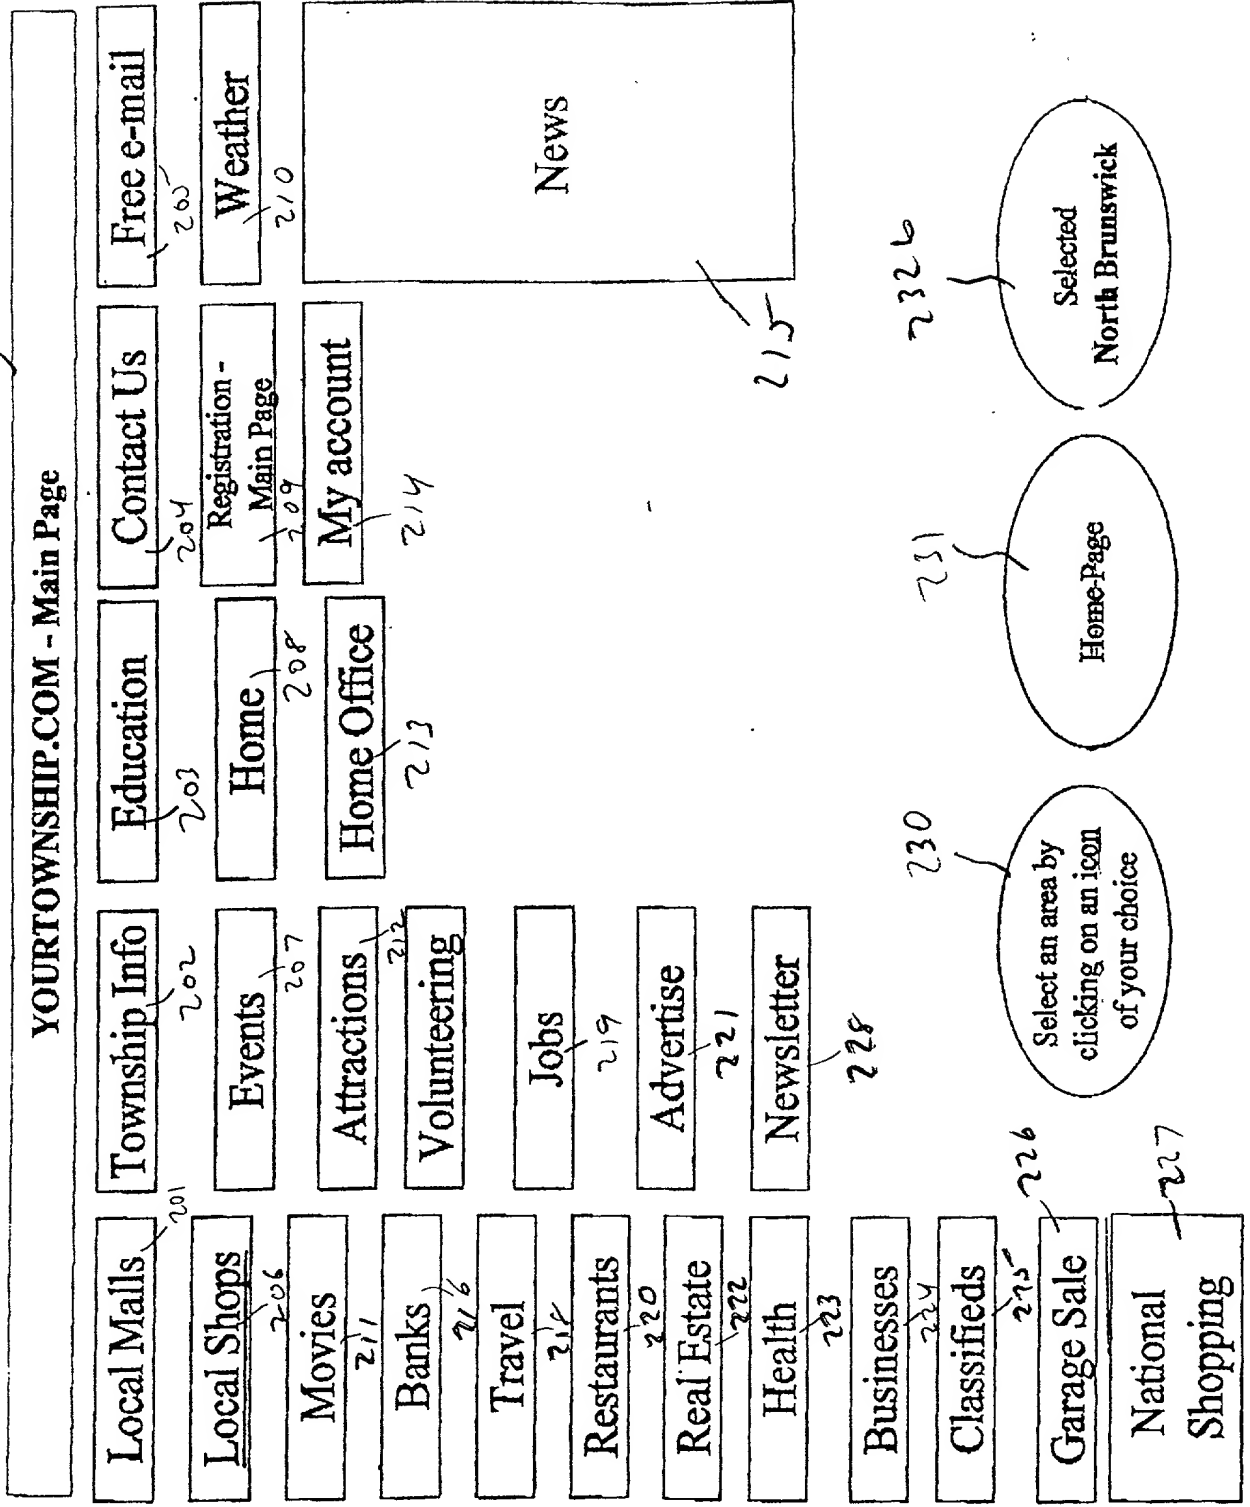 YOURTOWNSHIP.COM - Main Page
Local Malls
201
Township Info
202
Education
203
Contact Us
204
Free e-mail
Local Shops
206
Events
207
Home
208
Registration -
Main Page
209
Weather
210
Movies
211
Attractions
212
Home Office
213
My account
214
News
215
Banks
216
Volunteering
Travel
218
Jobs
219
Restaurants
220
Advertise
221
Real Estate
222
Newsletter
228
Health
223
Businesses
224
Classifieds
225
Garage Sale
226
National
Shopping
227
Select an area by
clicking on an icon
of your choice
230
Home-Page
231
Selected
North Brunswick